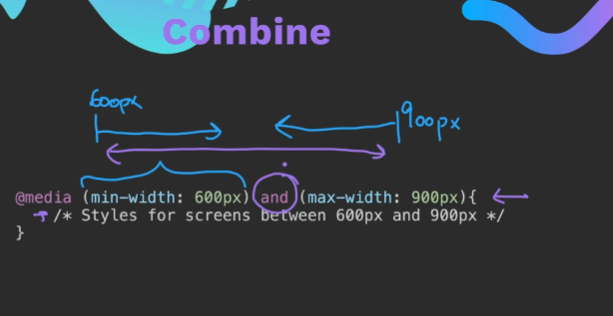 Combine
600px
900px
@media (min-width: 600px) and (max-width: 900px){
/* Styles for screens between 600px and 900px */
}